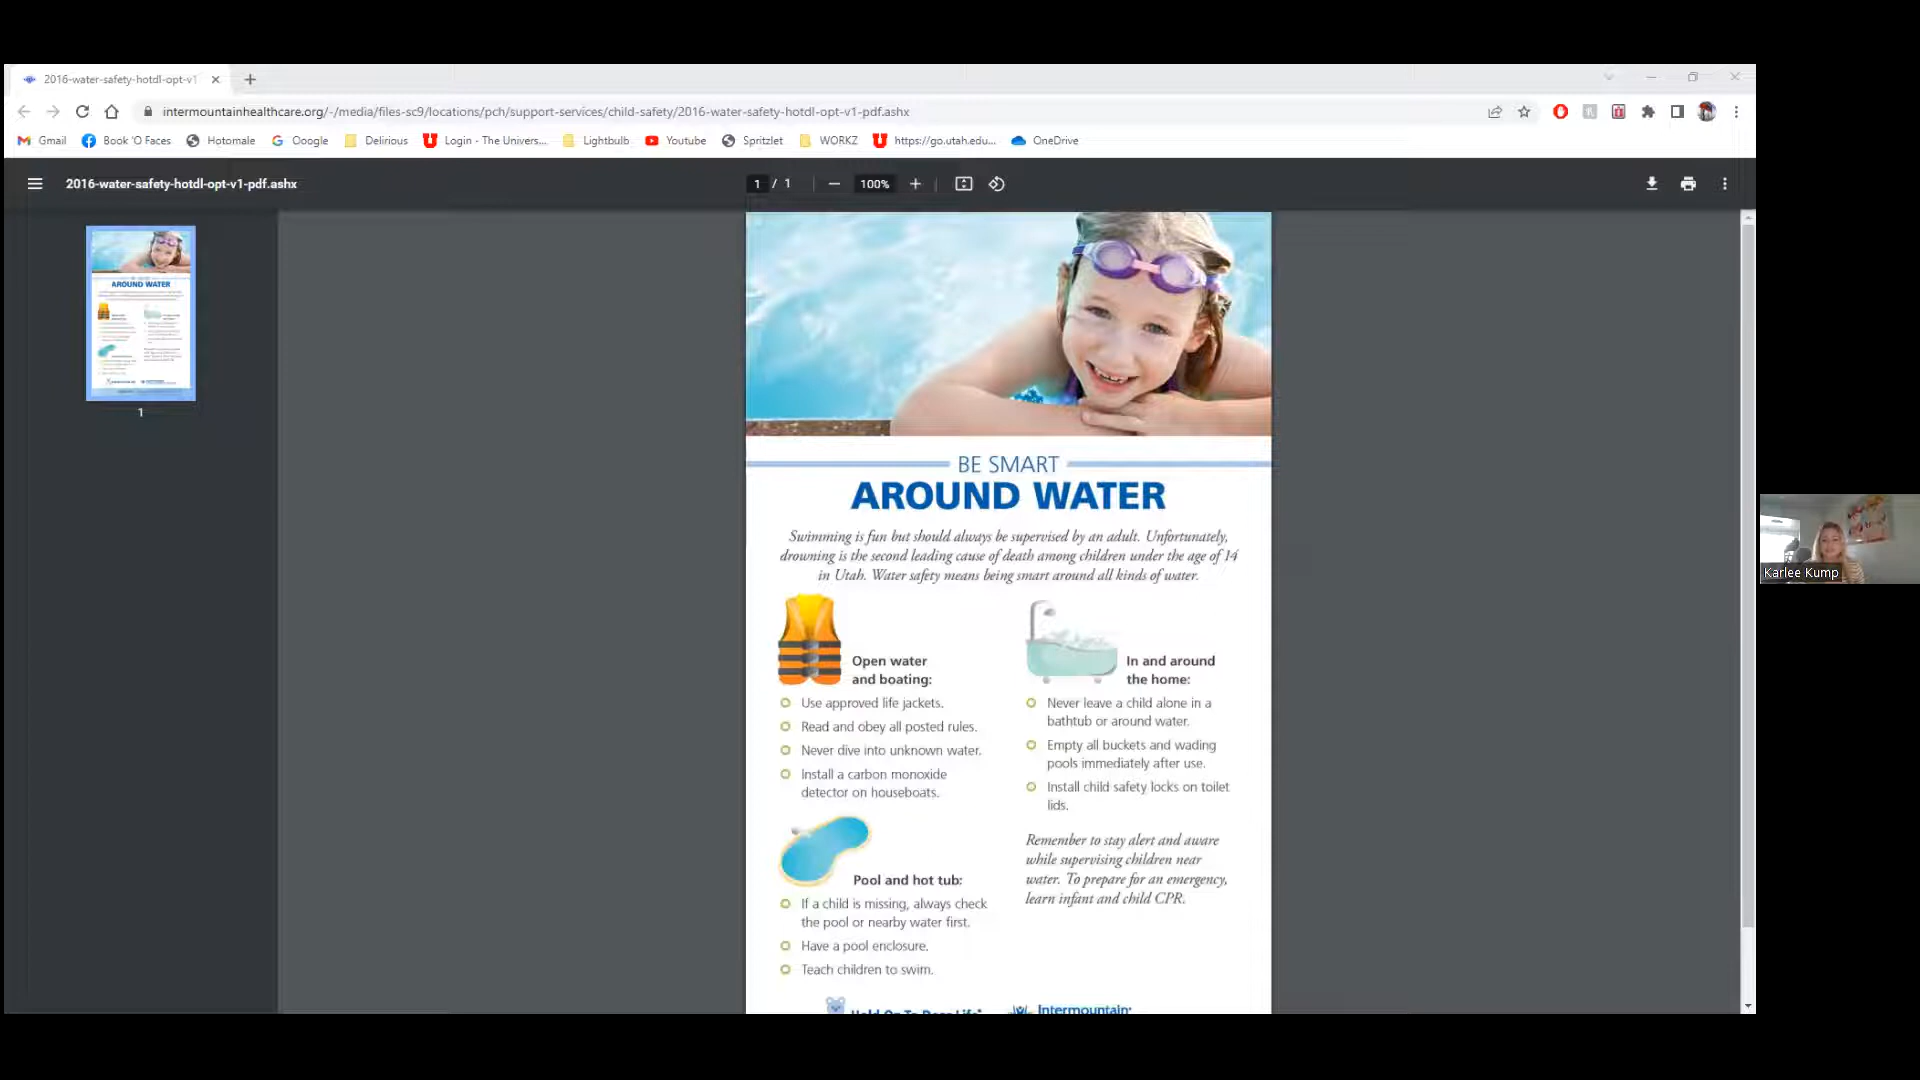 2016-water-safety-hotdl-opt-v1
intermountainhealthcare.org/-/media/files-sc9/locations/pch/support-services/child-safety/2016-water-safety-hotdl-opt-v1-pdf.ashx
Gmail Book 'O Faces Hotomale Ooogle Delirious Login - The Univers... Lightbulb Youtube Spritzlet WORKZ https://go.utah.edu... OneDrive
2016-water-safety-hotdl-opt-v1-pdf.ashx 1 / 1 100%
AROUND WATER
1
BE SMART
AROUND WATER
Swimming is fun but should always be supervised by an adult. Unfortunately,
drowning is the second leading cause of death among children under the age of 14
in Utah. Water safety means being smart around all kinds of water.
Open water
and boating:
Use approved life jackets.
Read and obey all posted rules.
Never dive into unknown water.
Install a carbon monoxide
detector on houseboats.
Pool and hot tub:
If a child is missing, always check
the pool or nearby water first.
Have a pool enclosure.
Teach children to swim.
In and around
the home:
Never leave a child alone in a
bathtub or around water.
Empty all buckets and wading
pools immediately after use.
Install child safety locks on toilet
lids.
Remember to stay alert and aware
while supervising children near
water. To prepare for an emergency,
learn infant and child CPR.
Hold On To Dear Life®
Intermountain
Karlee Kump